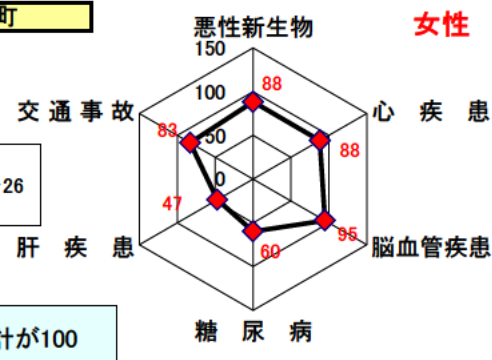 町
女性
悪性新生物
150
88
100
交通事故
心疾患
83
50
88
26
0
47
95
肝疾患
脳血管疾患
60
糖尿病
計が100